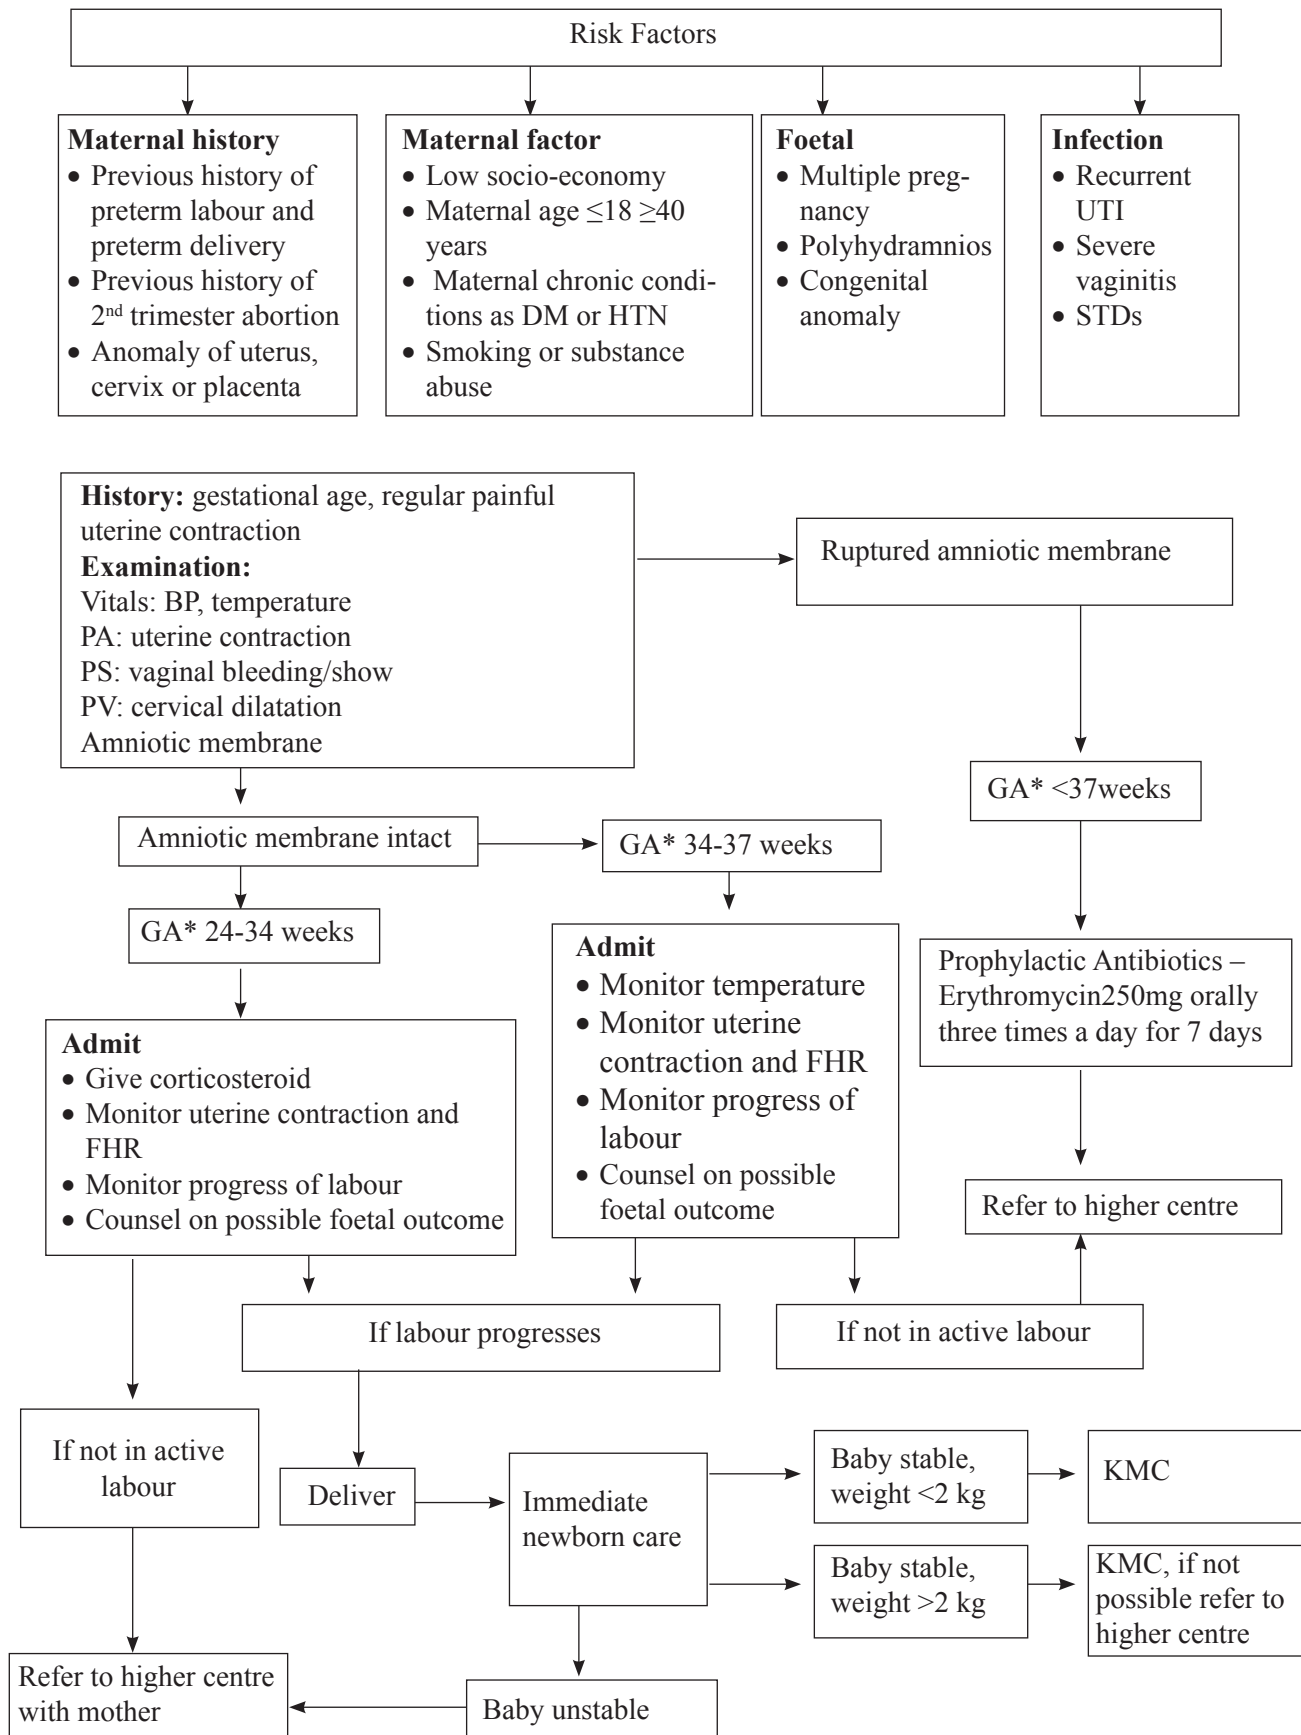 Risk Factors
Maternal history
• Previous history of
preterm labour and
preterm delivery
• Previous history of
2nd trimester abortion
• Anomaly of uterus,
cervix or placenta
Maternal factor
• Low socio-economy
• Maternal age ≤18 ≥40
years
• Maternal chronic condi-
tions as DM or HTN
• Smoking or substance
abuse
Foetal
• Multiple preg-
nancy
• Polyhydramnios
• Congenital
anomaly
Infection
• Recurrent
UTI
• Severe
vaginitis
• STDs
History: gestational age, regular painful
uterine contraction
Examination:
Vitals: BP, temperature
PA: uterine contraction
PS: vaginal bleeding/show
PV: cervical dilatation
Amniotic membrane
Ruptured amniotic membrane
GA* <37weeks
Amniotic membrane intact
GA* 34-37 weeks
GA* 24-34 weeks
Admit
• Monitor temperature
• Monitor uterine
contraction and FHR
• Monitor progress of
labour
• Counsel on possible
foetal outcome
Prophylactic Antibiotics –
Erythromycin250mg orally
three times a day for 7 days
Admit
• Give corticosteroid
• Monitor uterine contraction and
FHR
• Monitor progress of labour
• Counsel on possible foetal outcome
Refer to higher centre
If labour progresses
If not in active labour
If not in active
labour
Deliver
Immediate
newborn care
Baby stable,
weight <2 kg
KMC
Baby stable,
weight >2 kg
KMC, if not
possible refer to
higher centre
Refer to higher centre
with mother
Baby unstable